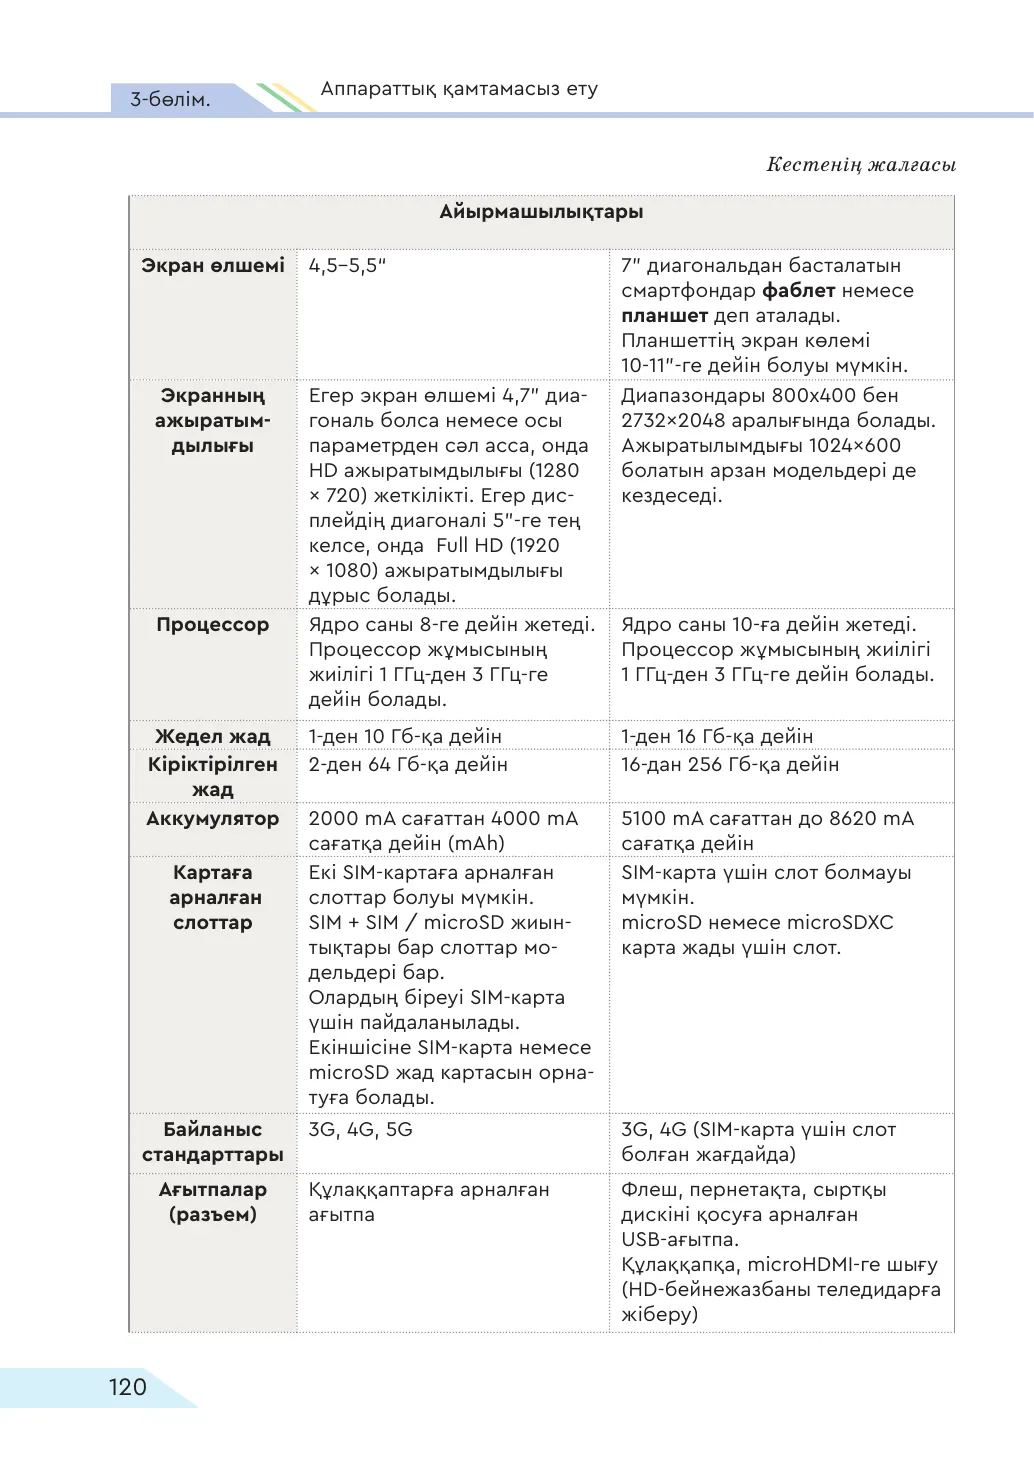 3-бөлім.
Аппараттық қамтамасыз ету
Кестенің жалғасы
Айырмашылықтары
Экран өлшемі
4,5–5,5“
7” диагональдан басталатын
смартфондар фаблет немесе
планшет деп аталады.
Планшеттің экран көлемі
10-11”-ге дейін болуы мүмкін.
Экранның
ажыратым-
дылығы
Егер экран өлшемі 4,7” диа-
гональ болса немесе осы
параметрден сәл асса, онда
HD ажыратымдылығы (1280
× 720) жеткілікті. Егер дис-
плейдің диагоналі 5”-ге тең
келсе, онда Full HD (1920
× 1080) ажыратымдылығы
дұрыс болады.
Диапазондары 800х400 бен
2732×2048 аралығында болады.
Ажыратылымдығы 1024×600
болатын арзан модельдері де
кездеседі.
Процессор
Ядро саны 8-ге дейін жетеді.
Процессор жұмысының
жиілігі 1 ГГц-ден 3 ГГц-ге
дейін болады.
Ядро саны 10-ға дейін жетеді.
Процессор жұмысының жиілігі
1 ГГц-ден 3 ГГц-ге дейін болады.
Жедел жад
1-ден 10 Гб-қа дейін
1-ден 16 Гб-қа дейін
Кіріктірілген
жад
2-ден 64 Гб-қа дейін
16-дан 256 Гб-қа дейін
Аккумулятор
2000 mA сағаттан 4000 mA
сағатқа дейін (mAh)
5100 mA сағаттан до 8620 mA
сағатқа дейін
Картаға
арналған
слоттар
Екі SIM-картаға арналған
слоттар болуы мүмкін.
SIM + SIM / microSD жиын-
тықтары бар слоттар мо-
дельдері бар.
Олардың біреуі SIM-карта
үшін пайдаланылады.
Екіншісіне SIM-карта немесе
microSD жад картасын орна-
туға болады.
SIM-карта үшін слот болмауы
мүмкін.
microSD немесе microSDXC
карта жады үшін слот.
Байланыс
стандарттары
3G, 4G, 5G
3G, 4G (SIM-карта үшін слот
болған жағдайда)
Ағытпалар
(разъем)
Құлаққаптарға арналған
ағытпа
Флеш, пернетақта, сыртқы
дискіні қосуға арналған
USB-ағытпа.
Құлаққапқа, microHDMI-ге шығу
(HD-бейнежазбаны теледидарға
жіберу)
120